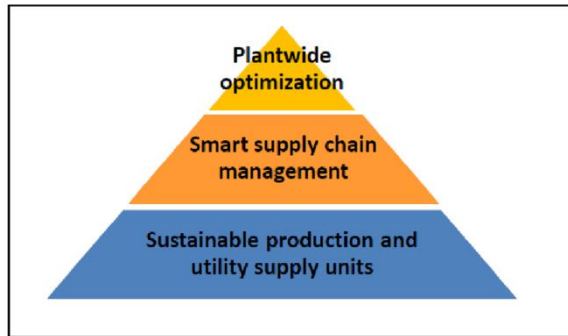 Plantwide
optimization
Smart supply chain
management
Sustainable production and
utility supply units